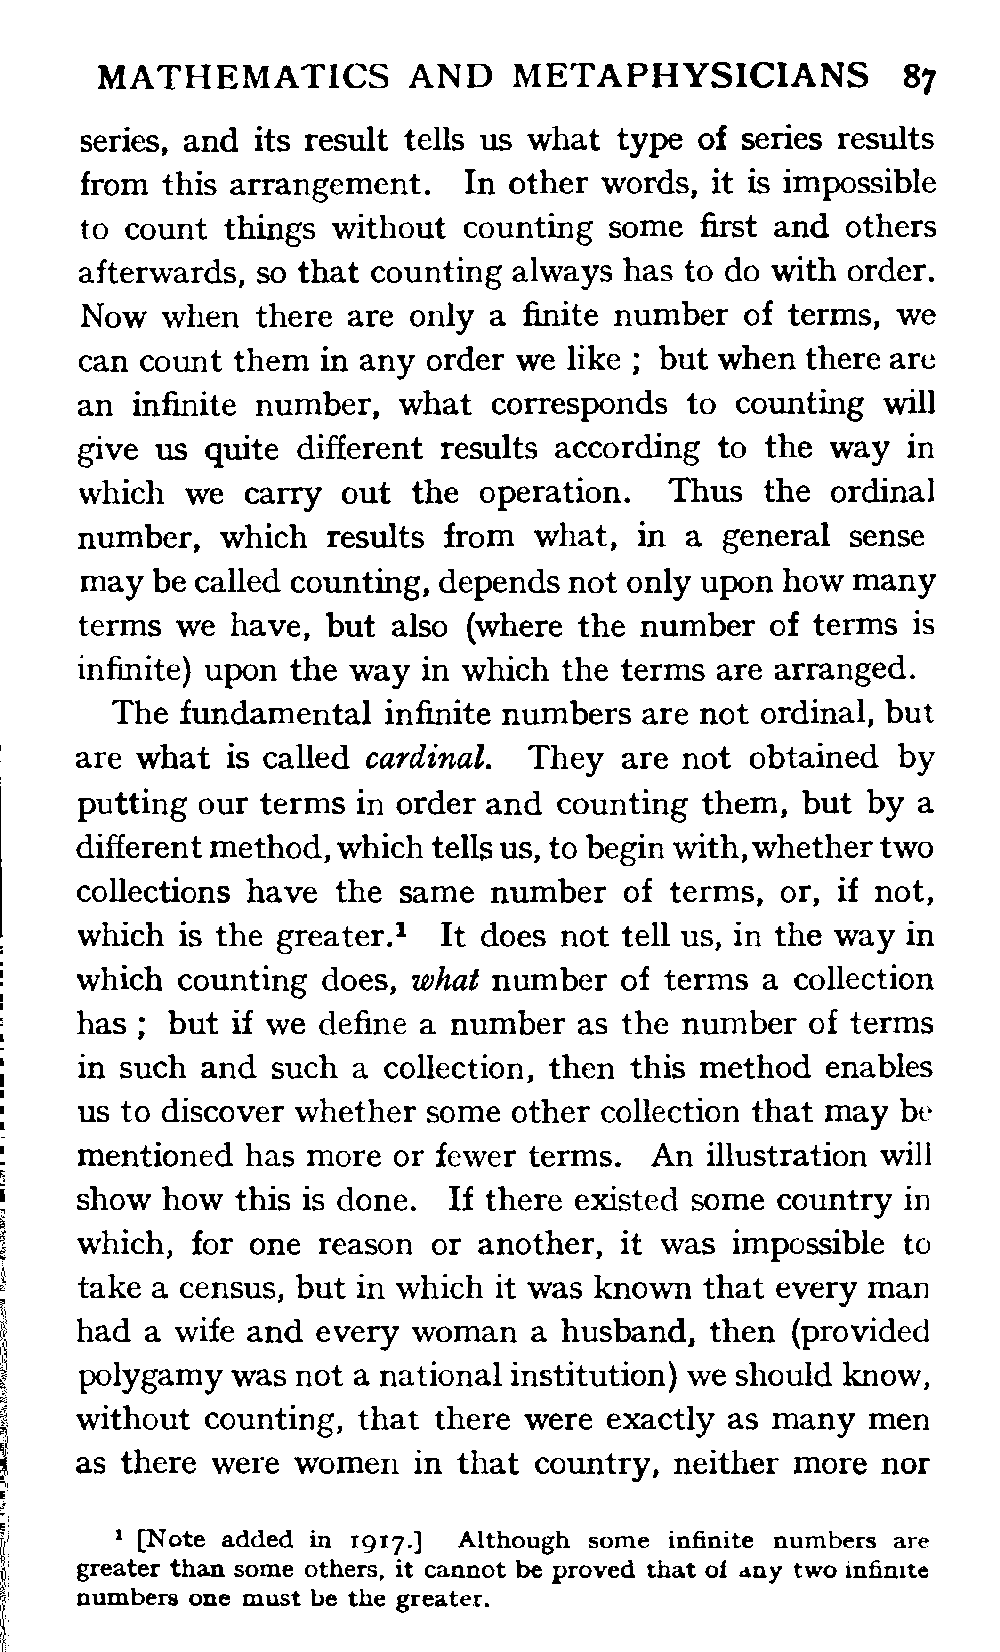 MATHEMATICS AND METAPHYSICIANS 87
series, and its result tells us what type of series results
from this arrangement. In other words, it is impossible
to count things without counting some first and others
afterwards, so that counting always has to do with order.
Now when there are only a finite number of terms, we
can count them in any order we like ; but when there are
an infinite number, what corresponds to counting will
give us quite different results according to the way in
which we carry out the operation. Thus the ordinal
number, which results from what, in a general sense
may be called counting, depends not only upon how many
terms we have, but also (where the number of terms is
infinite) upon the way in which the terms are arranged.
The fundamental infinite numbers are not ordinal, but
are what is called cardinal. They are not obtained by
putting our terms in order and counting them, but by a
different method, which tells us, to begin with, whether two
collections have the same number of terms, or, if not,
which is the greater.¹ It does not tell us, in the way in
which counting does, what number of terms a collection
has ; but if we define a number as the number of terms
in such and such a collection, then this method enables
us to discover whether some other collection that may be
mentioned has more or fewer terms. An illustration will
show how this is done. If there existed some country in
which, for one reason or another, it was impossible to
take a census, but in which it was known that every man
had a wife and every woman a husband, then (provided
polygamy was not a national institution) we should know,
without counting, that there were exactly as many men
as there were women in that country, neither more nor
¹ [Note added in 1917.] Although some infinite numbers are
greater than some others, it cannot be proved that of any two infinite
numbers one must be the greater.